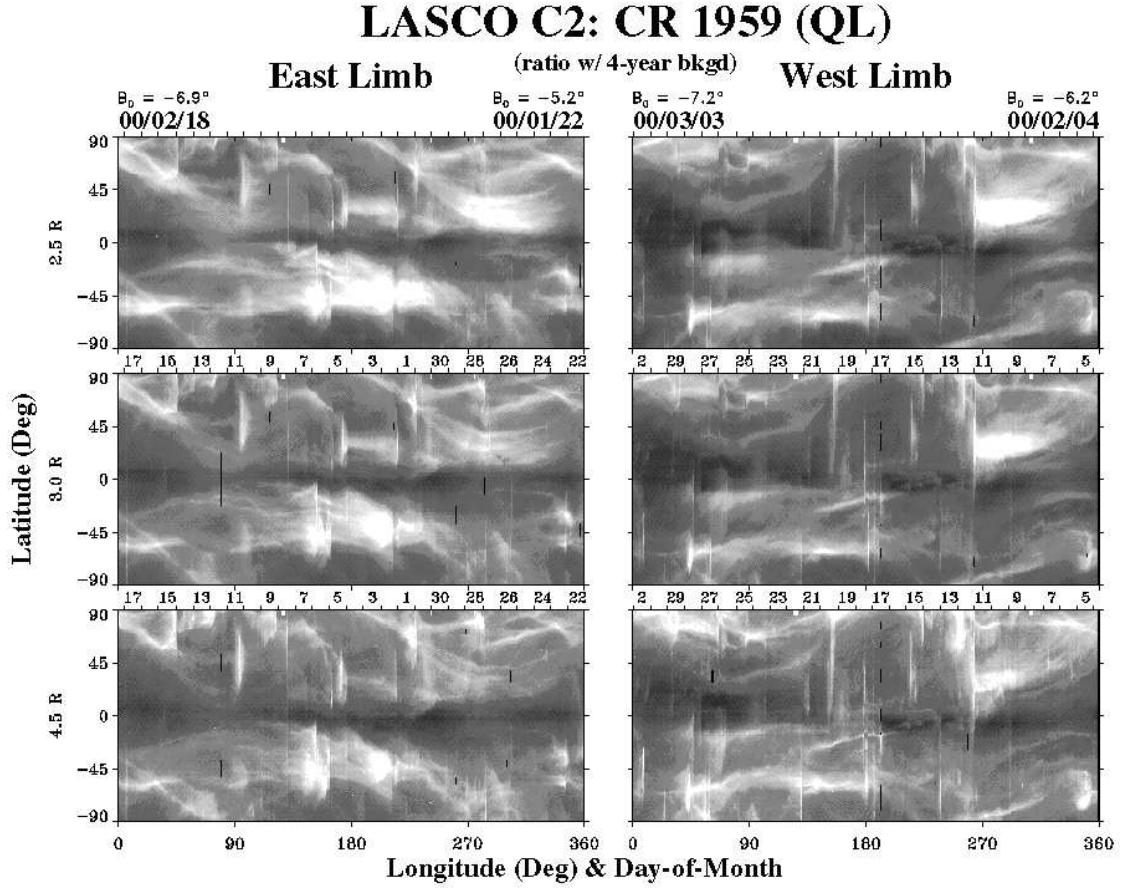 LASCO C2: CR 1959 (QL)
(ratio w/ 4-year bkgd)
East Limb
West Limb
B₀ = −6.9° B₀ = −5.2° B₀ = −7.2° B₀ = −6.2°
00/02/18 00/01/22 00/03/03 00/02/04
90
45
0
−45
−90
2.5 R
17 15 13 11 9 7 5 3 1 30 28 26 24 22
2 29 27 25 23 21 19 17 15 13 11 9 7 5
90
45
0
−45
−90
3.0 R
17 15 13 11 9 7 5 3 1 30 28 26 24 22
2 29 27 25 23 21 19 17 15 13 11 9 7 5
90
45
0
−45
−90
4.5 R
0 90 180 270 360
0 90 180 270 360
Latitude (Deg)
Longitude (Deg) & Day-of-Month